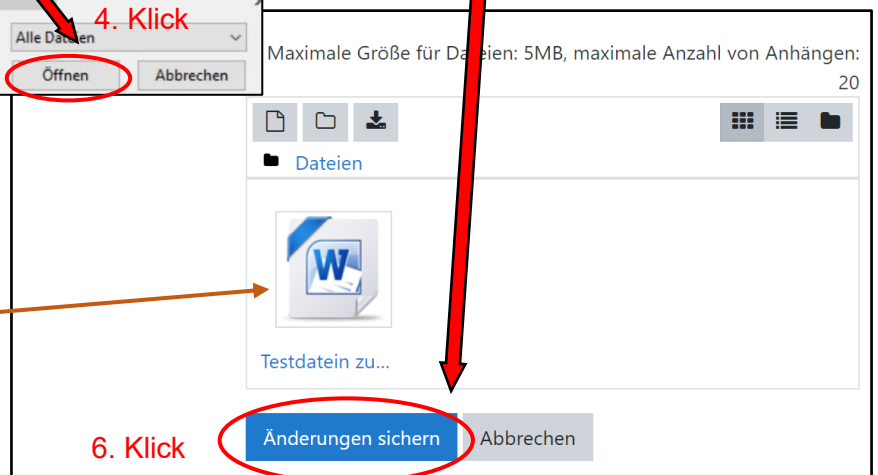 4. Klick
Alle Dateien
Öffnen Abbrechen
Maximale Größe für Dateien: 5MB, maximale Anzahl von Anhängen:
20
Dateien
W
Testdatein zu...
Änderungen sichern Abbrechen
6. Klick